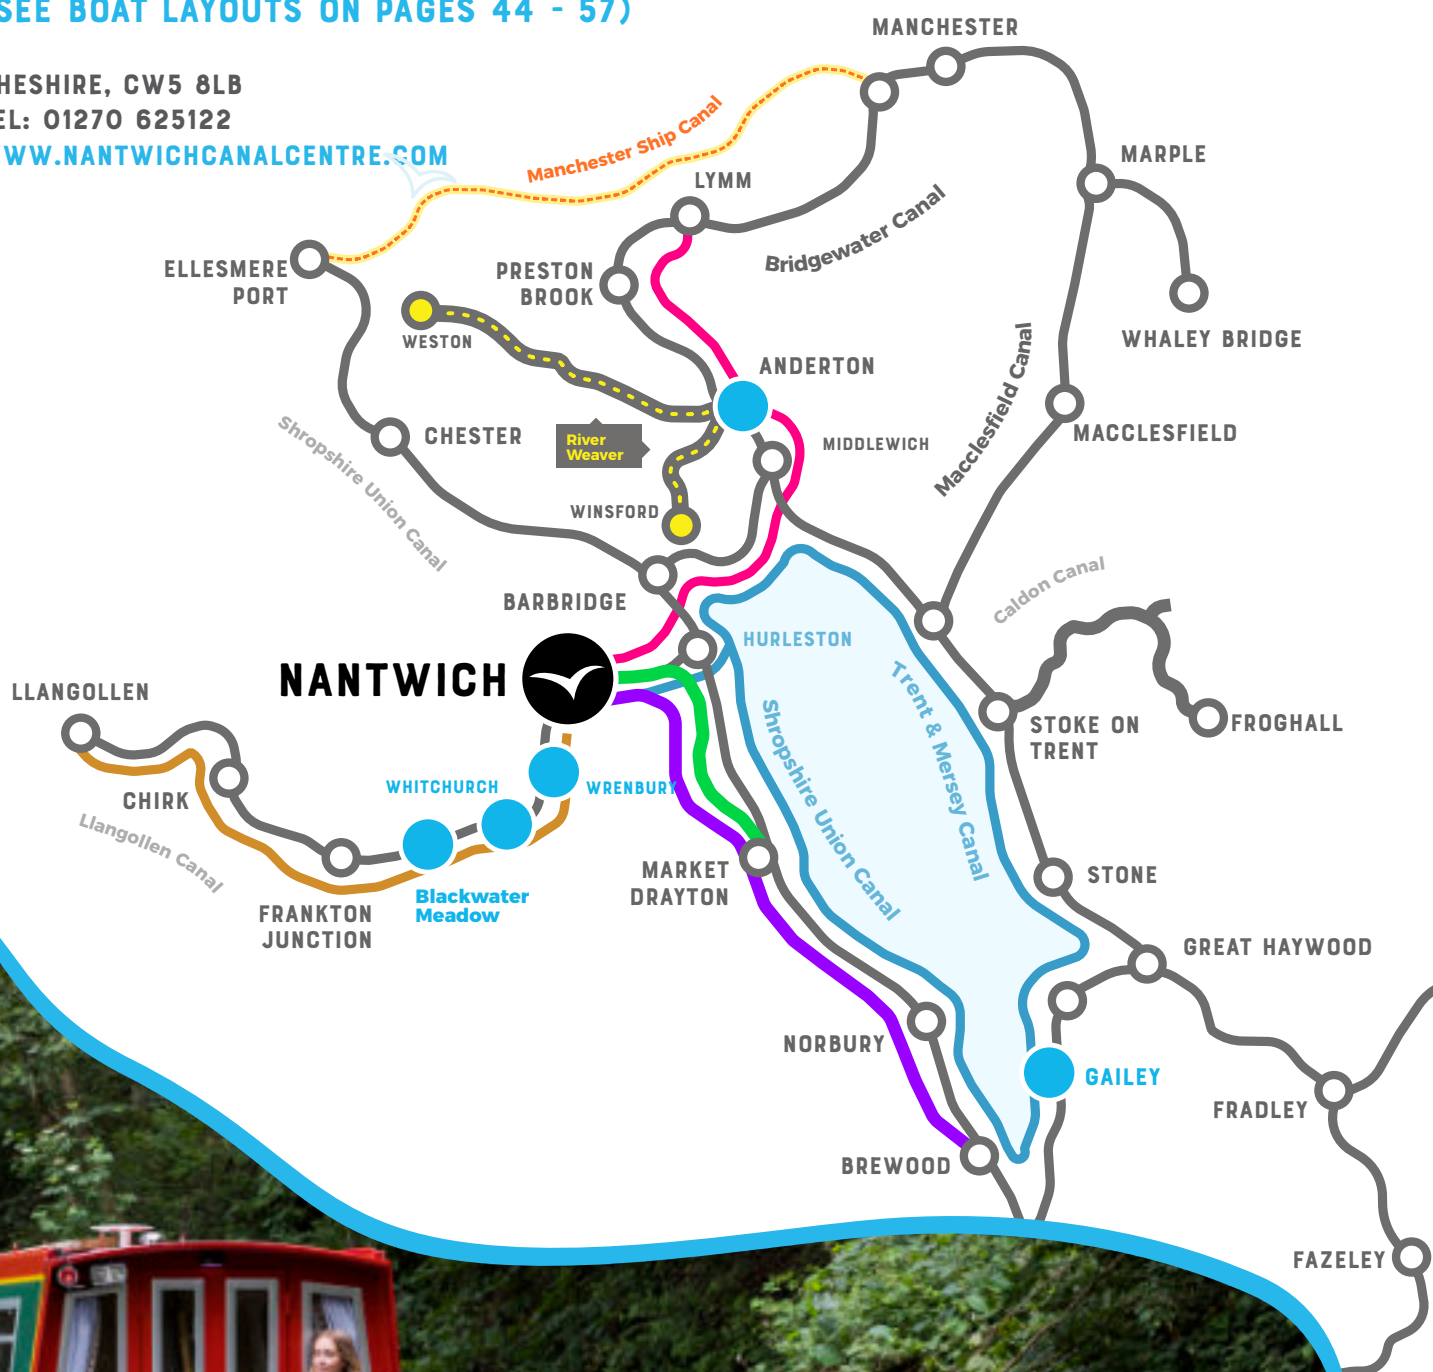 SEE BOAT LAYOUTS ON PAGES 44 - 57)
HESHIRE, CW5 8LB
EL: 01270 625122
WW.NANTWICHCANALCENTRE.COM
MANCHESTER
Manchester Ship Canal
MARPLE
LYMM
Bridgewater Canal
ELLESMERE
PORT
PRESTON
BROOK
WESTON
WHALEY BRIDGE
ANDERTON
Macclesfield Canal
MACCLESFIELD
CHESTER
River
Weaver
MIDDLEWICH
Shropshire Union Canal
WINSFORD
Caldon Canal
BARBRIDGE
HURLESTON
NANTWICH
LLANGOLLEN
Trent & Mersey Canal
STOKE ON
TRENT
FROGHALL
Shropshire Union Canal
WHITCHURCH
WRENBURY
CHIRK
Llangollen Canal
MARKET
DRAYTON
STONE
Blackwater
Meadow
FRANKTON
JUNCTION
GREAT HAYWOOD
NORBURY
GAILEY
FRADLEY
BREWOOD
FAZELEY